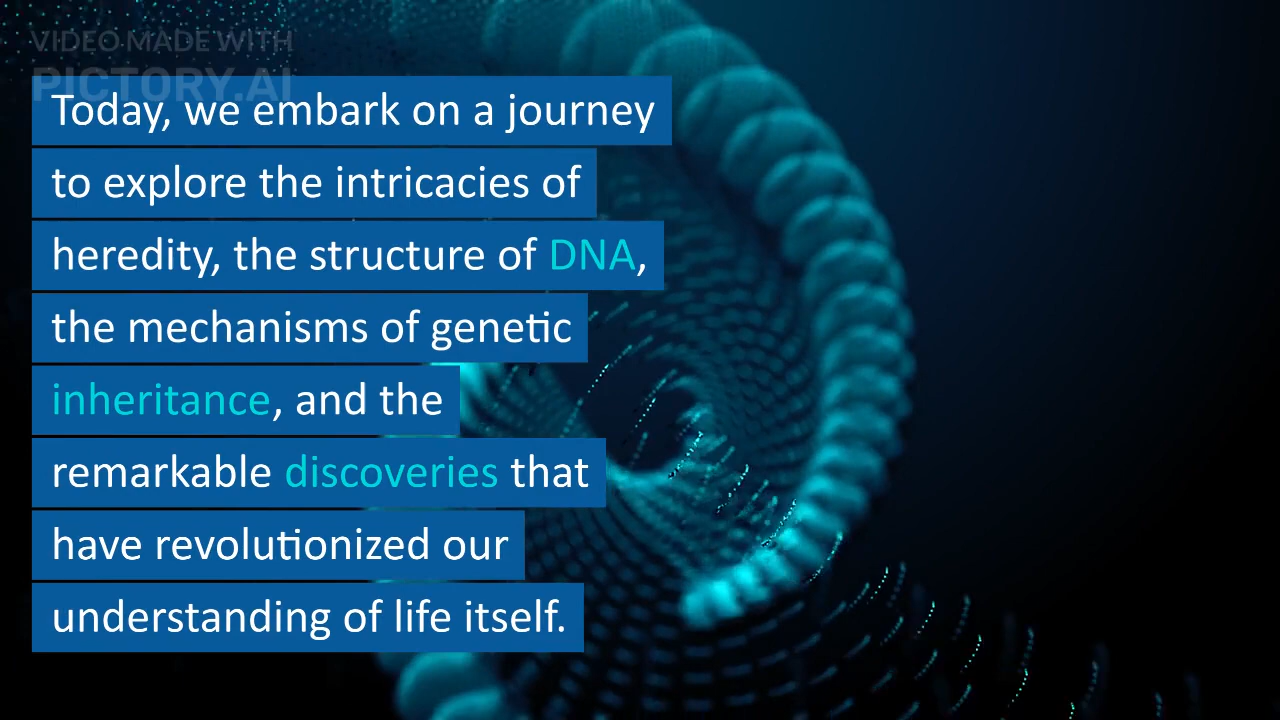 VIDEO MADE WITH
PICTORY.AI
Today, we embark on a journey
to explore the intricacies of
heredity, the structure of DNA,
the mechanisms of genetic
inheritance, and the
remarkable discoveries that
have revolutionized our
understanding of life itself.